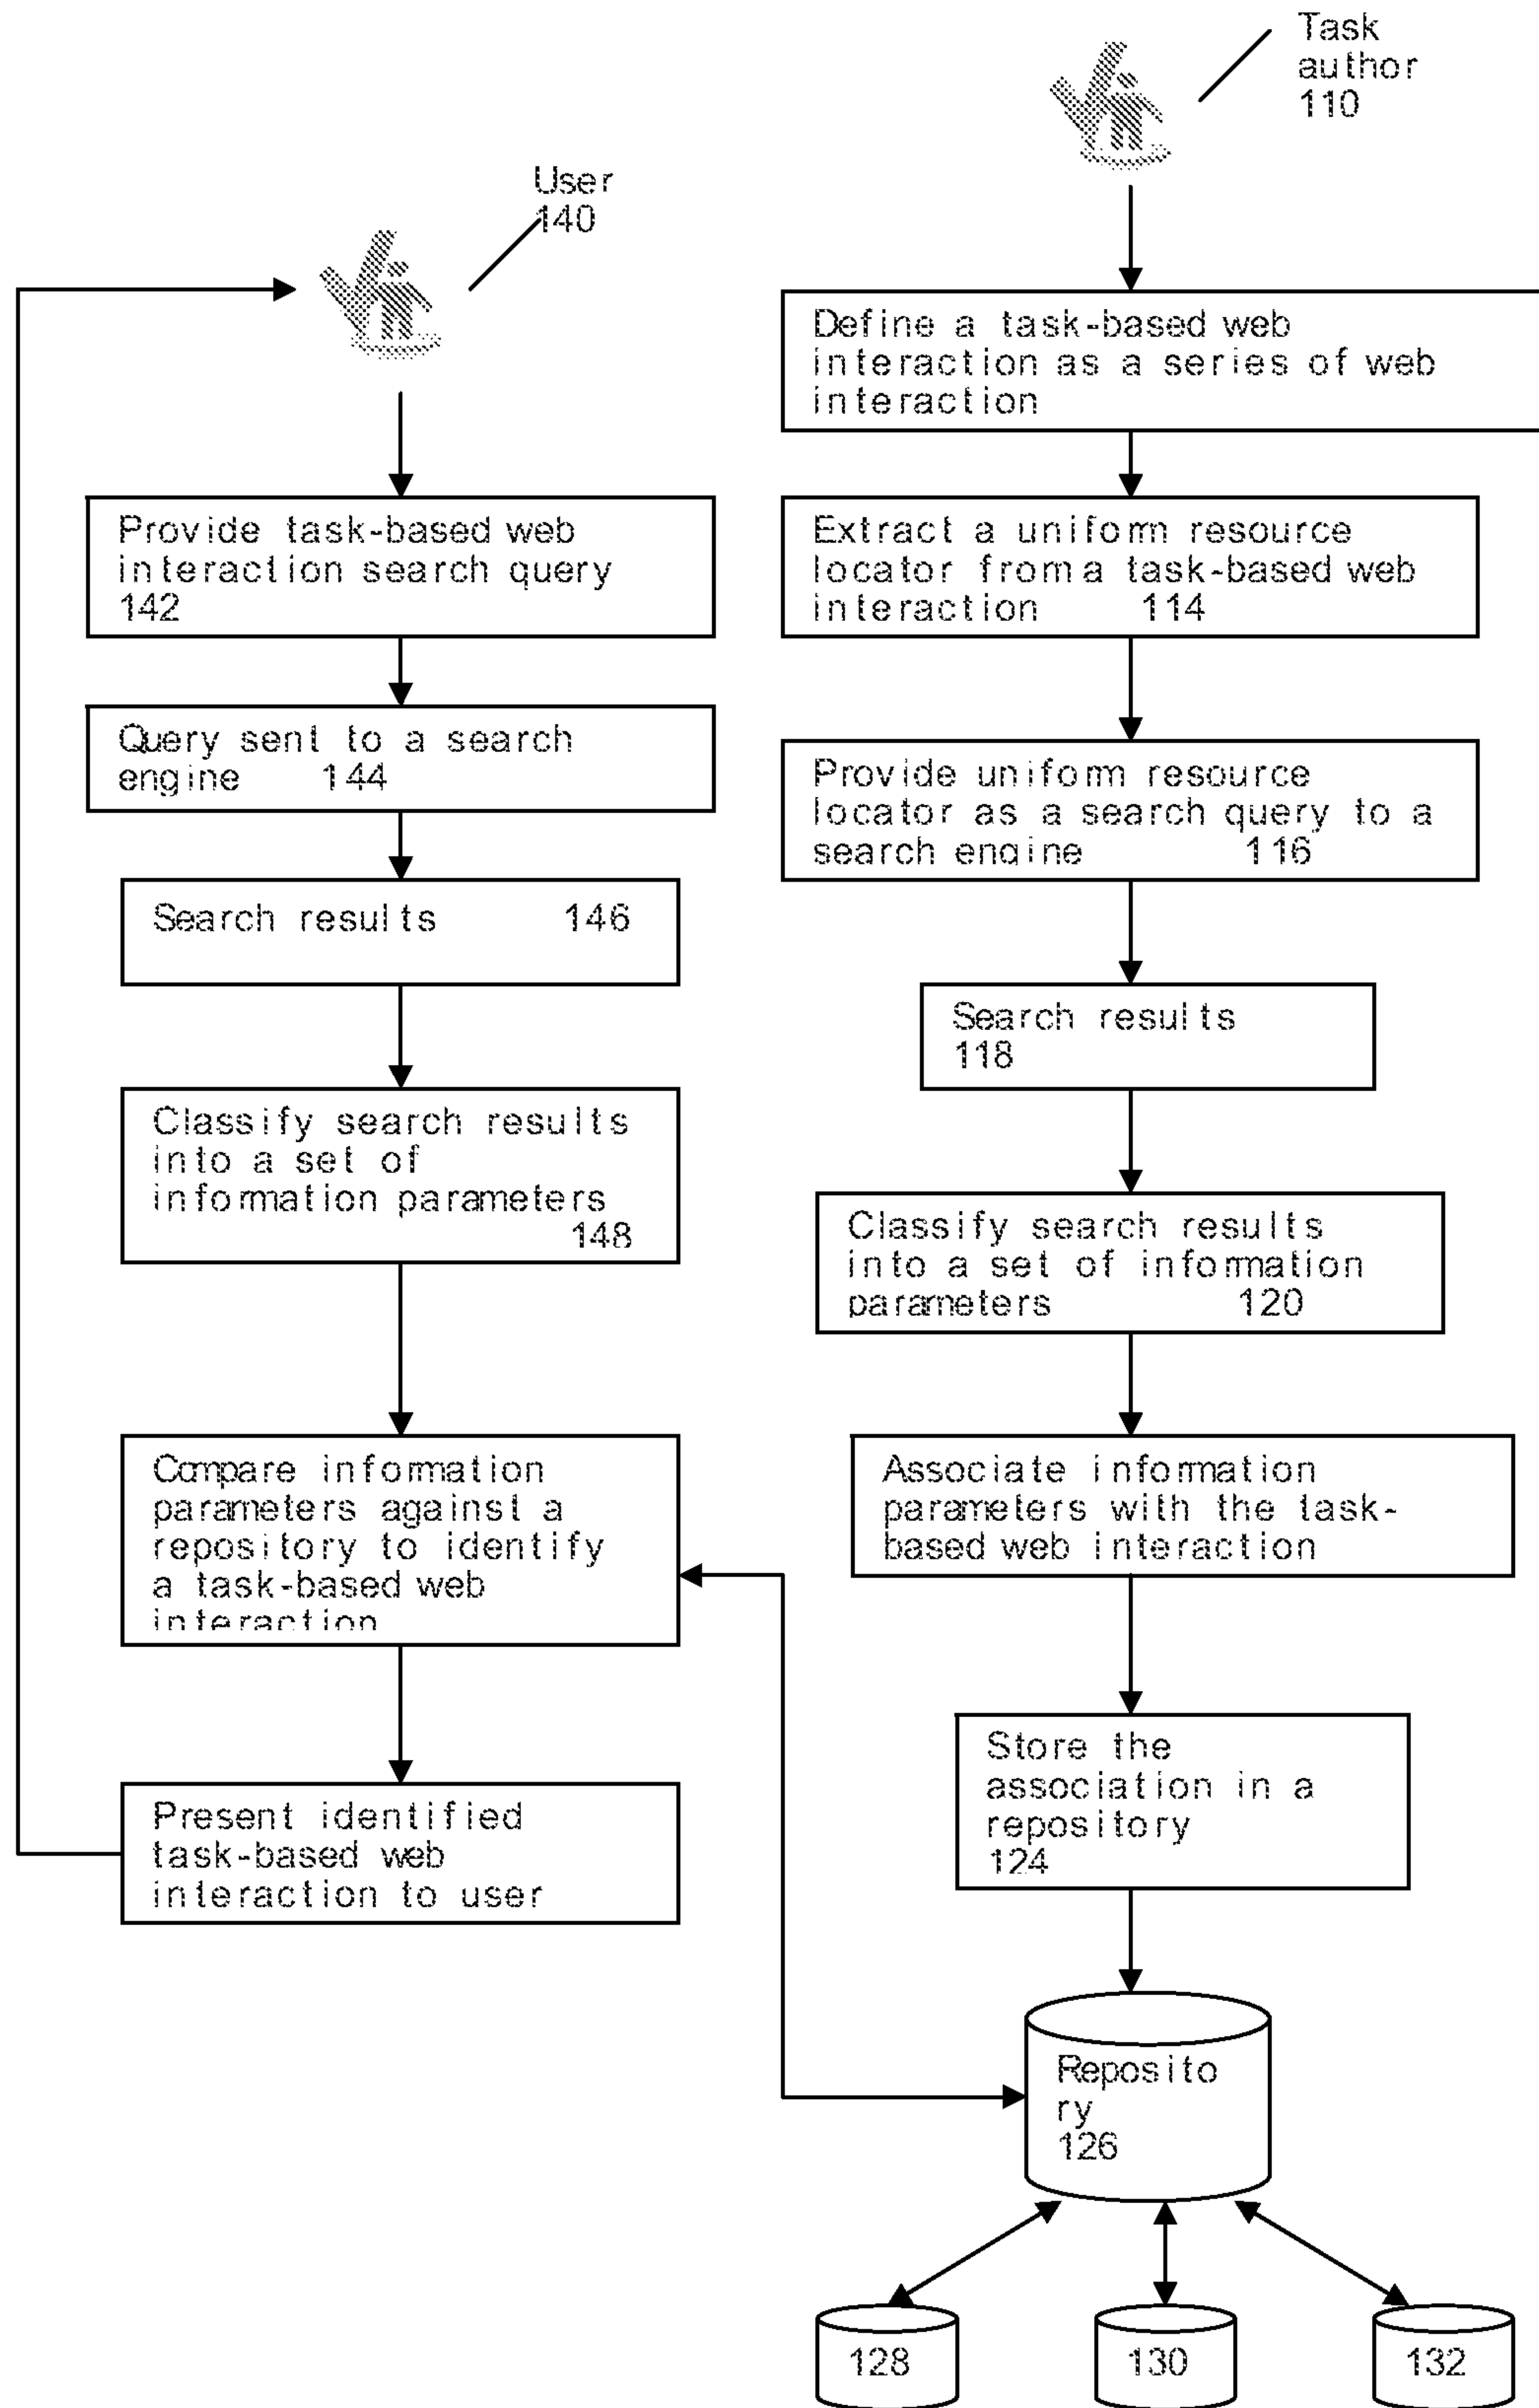 Task
author
110
User
140
Define a task-based web
interaction as a series of web
interaction
Provide task-based web
interaction search query
142
Extract a uniform resource
locator from a task-based web
interaction 114
Query sent to a search
engine 144
Provide uniform resource
locator as a search query to a
search engine 116
Search results 146
Search results
118
Classify search results
into a set of
information parameters
148
Classify search results
into a set of information
parameters 120
Compare information
parameters against a
repository to identify
a task-based web
interaction
Associate information
parameters with the task-
based web interaction
Store the
association in a
repository
124
Present identified
task-based web
interaction to user
Reposito
ry
126
128
130
132